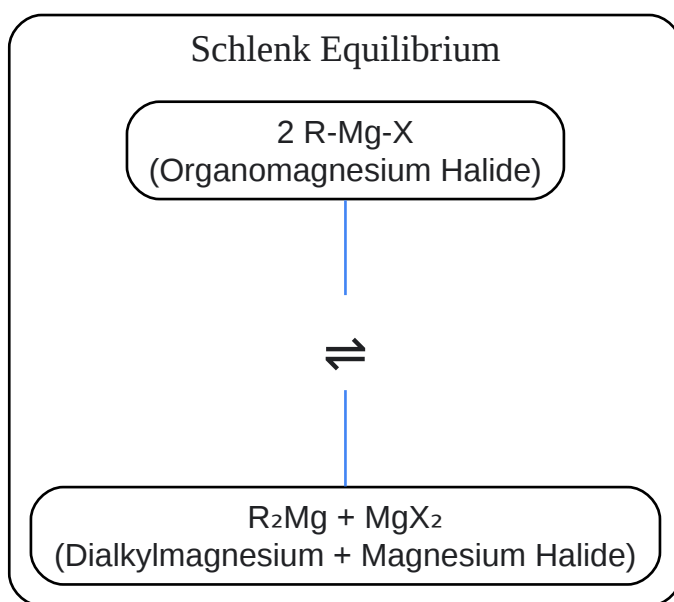 Schlenk Equilibrium
2 R-Mg-X
(Organomagnesium Halide)
⇌
R₂Mg + MgX₂
(Dialkylmagnesium + Magnesium Halide)